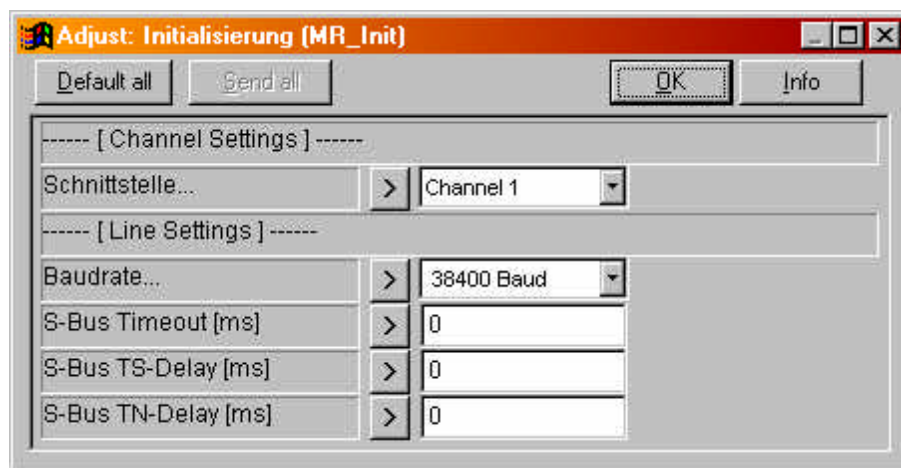 Adjust: Initialisierung (MR_Init)
Default all Send all OK Info
------ [ Channel Settings ] ------
Schnittstelle... > Channel 1
------ [ Line Settings ] ------
Baudrate... > 38400 Baud
S-Bus Timeout [ms] > 0
S-Bus TS-Delay [ms] > 0
S-Bus TN-Delay [ms] > 0